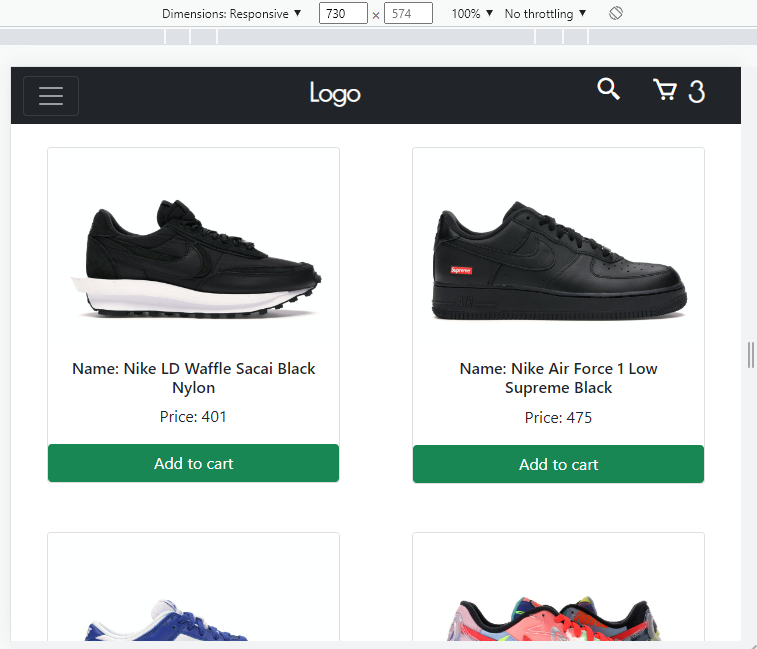 Dimensions: Responsive ▼ 730 × 574 100% ▼ No throttling ▼
Logo 3
Supreme
Name: Nike LD Waffle Sacai Black
Nylon
Price: 401
Add to cart
Name: Nike Air Force 1 Low
Supreme Black
Price: 475
Add to cart